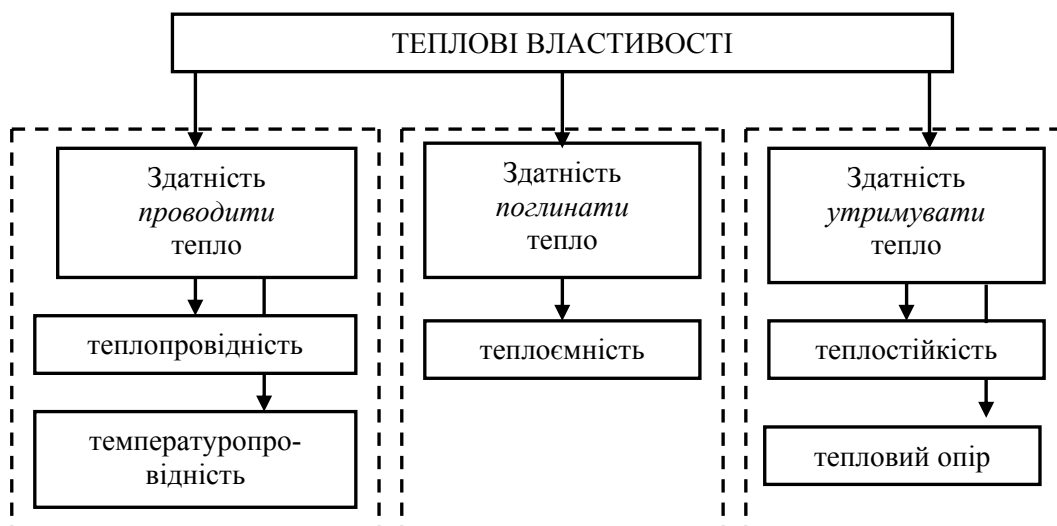 ТЕПЛОВІ ВЛАСТИВОСТІ
Здатність
проводити
тепло
теплопровідність
температуропро-
відність
Здатність
поглинати
тепло
теплоємність
Здатність
утримувати
тепло
теплостійкість
тепловий опір